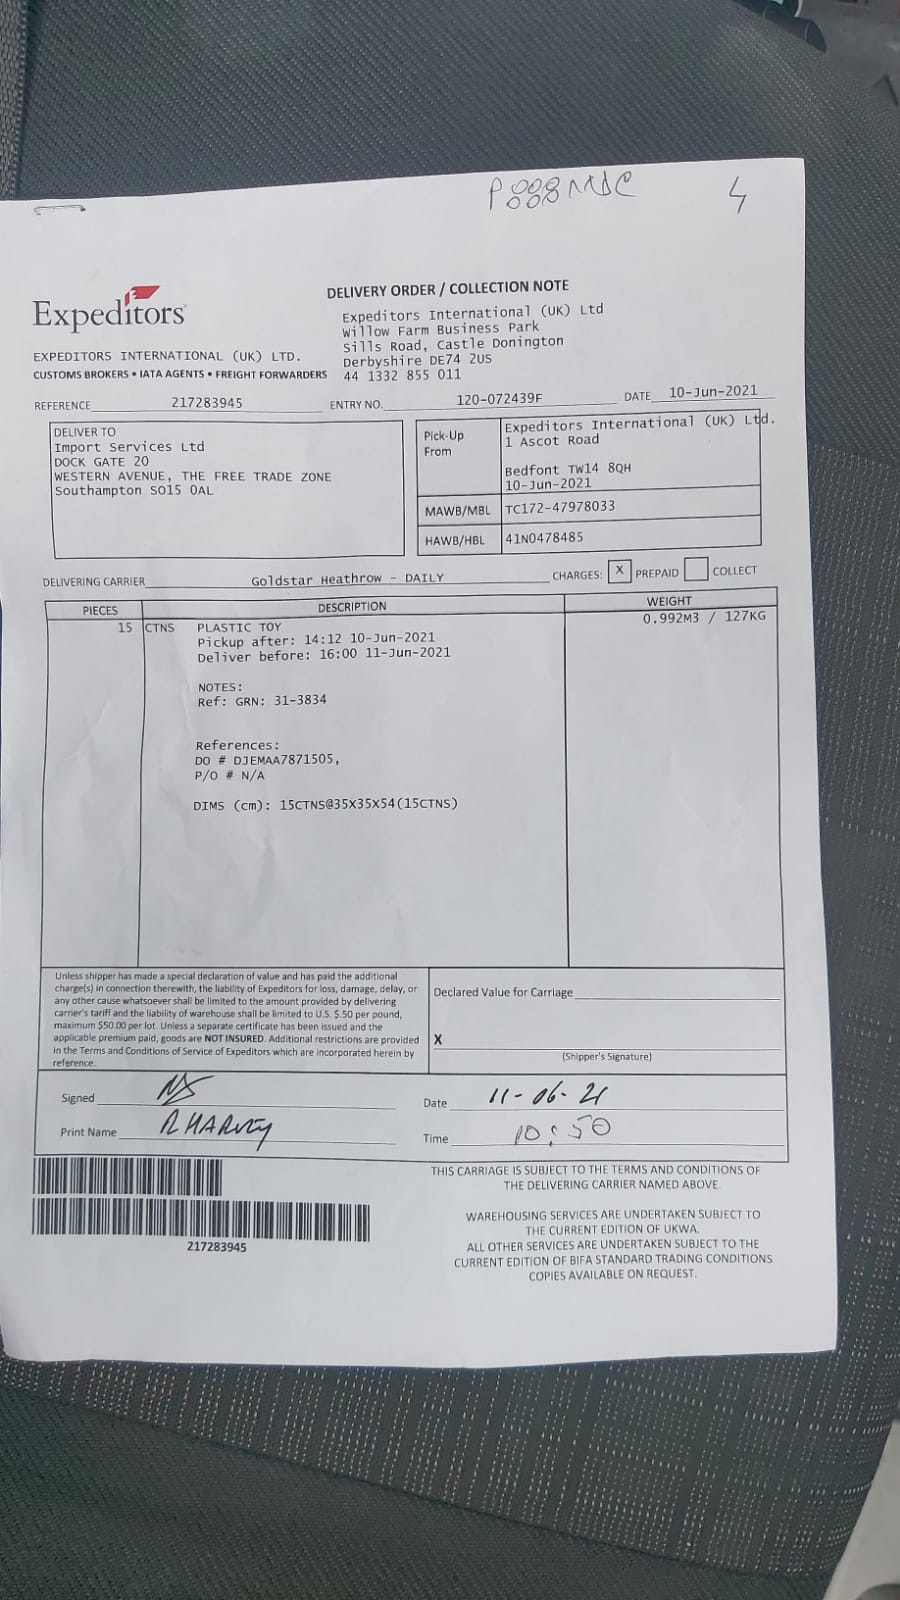 4
Expeditors
DELIVERY ORDER / COLLECTION NOTE
Expeditors International (UK) Ltd
Willow Farm Business Park
Sills Road, Castle Donington
Derbyshire DE74 2US
44 1332 855 011
EXPEDITORS INTERNATIONAL (UK) LTD.
CUSTOMS BROKERS • IATA AGENTS • FREIGHT FORWARDERS
REFERENCE 217283945 ENTRY NO. 120-072439F DATE 10-Jun-2021
DELIVER TO
Import Services Ltd
DOCK GATE 20
WESTERN AVENUE, THE FREE TRADE ZONE
Southampton SO15 0AL
Pick-Up From
Expeditors International (UK) Ltd.
1 Ascot Road
Bedfont TW14 8QH
10-Jun-2021
MAWB/MBL TC172-47978033
HAWB/HBL 41N0478485
DELIVERING CARRIER Goldstar Heathrow - DAILY CHARGES: X PREPAID COLLECT
PIECES DESCRIPTION WEIGHT
15 CTNS PLASTIC TOY 0.992M3 / 127KG
Pickup after: 14:12 10-Jun-2021
Deliver before: 16:00 11-Jun-2021
NOTES:
Ref: GRN: 31-3834
References:
DO # DJEMAA7871505,
P/O # N/A
DIMS (cm): 15CTNS@35X35X54(15CTNS)
Unless shipper has made a special declaration of value and has paid the additional
charge(s) in connection therewith, the liability of Expeditors for loss, damage, delay, or
any other cause whatsoever shall be limited to the amount provided by delivering
carrier's tariff and the liability of warehouse shall be limited to U.S. $.50 per pound,
maximum $50.00 per lot. Unless a separate certificate has been issued and the
applicable premium paid, goods are NOT INSURED. Additional restrictions are provided
in the Terms and Conditions of Service of Expeditors which are incorporated herein by
reference.
Declared Value for Carriage
X
(Shipper's Signature)
Signed
Date 11-06-21
Print Name R HARVEY
Time 10:50
217283945
THIS CARRIAGE IS SUBJECT TO THE TERMS AND CONDITIONS OF
THE DELIVERING CARRIER NAMED ABOVE.
WAREHOUSING SERVICES ARE UNDERTAKEN SUBJECT TO
THE CURRENT EDITION OF UKWA.
ALL OTHER SERVICES ARE UNDERTAKEN SUBJECT TO THE
CURRENT EDITION OF BIFA STANDARD TRADING CONDITIONS
COPIES AVAILABLE ON REQUEST.